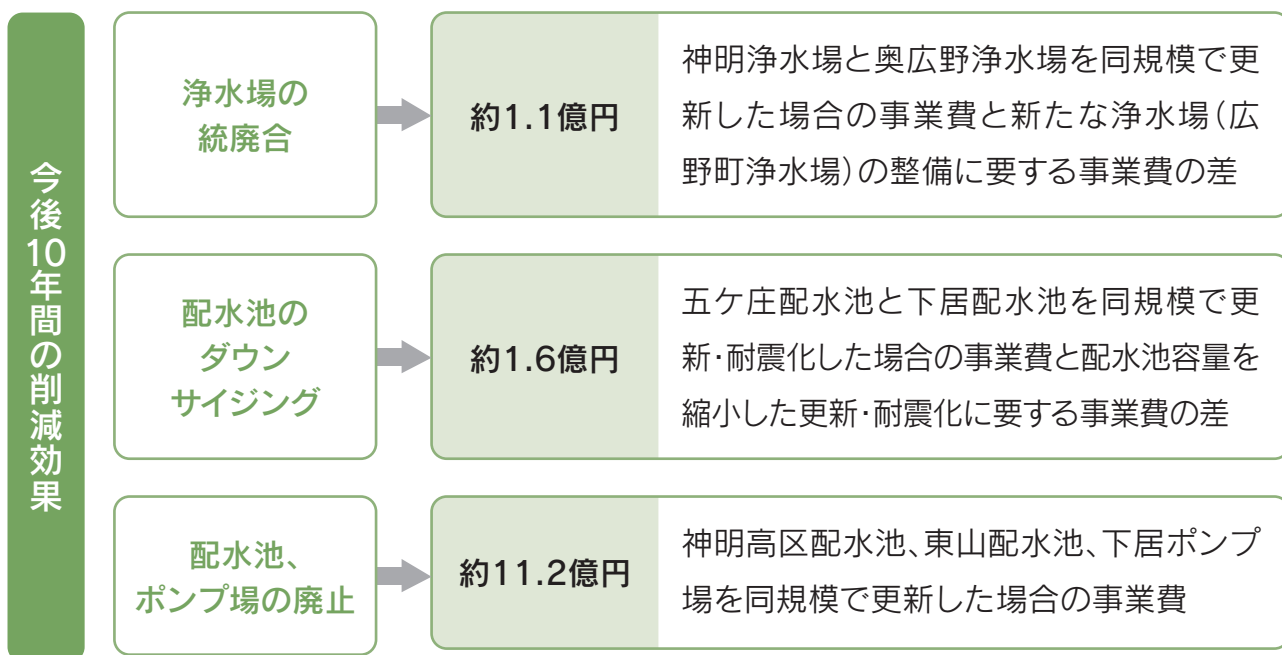 今後10年間の削減効果
浄水場の
統廃合
約1.1億円
神明浄水場と奥広野浄水場を同規模で更
新した場合の事業費と新たな浄水場（広
野町浄水場）の整備に要する事業費の差
配水池の
ダウン
サイジング
約1.6億円
五ケ庄配水池と下居配水池を同規模で更
新・耐震化した場合の事業費と配水池容量を
縮小した更新・耐震化に要する事業費の差
配水池、
ポンプ場の廃止
約11.2億円
神明高区配水池、東山配水池、下居ポンプ
場を同規模で更新した場合の事業費